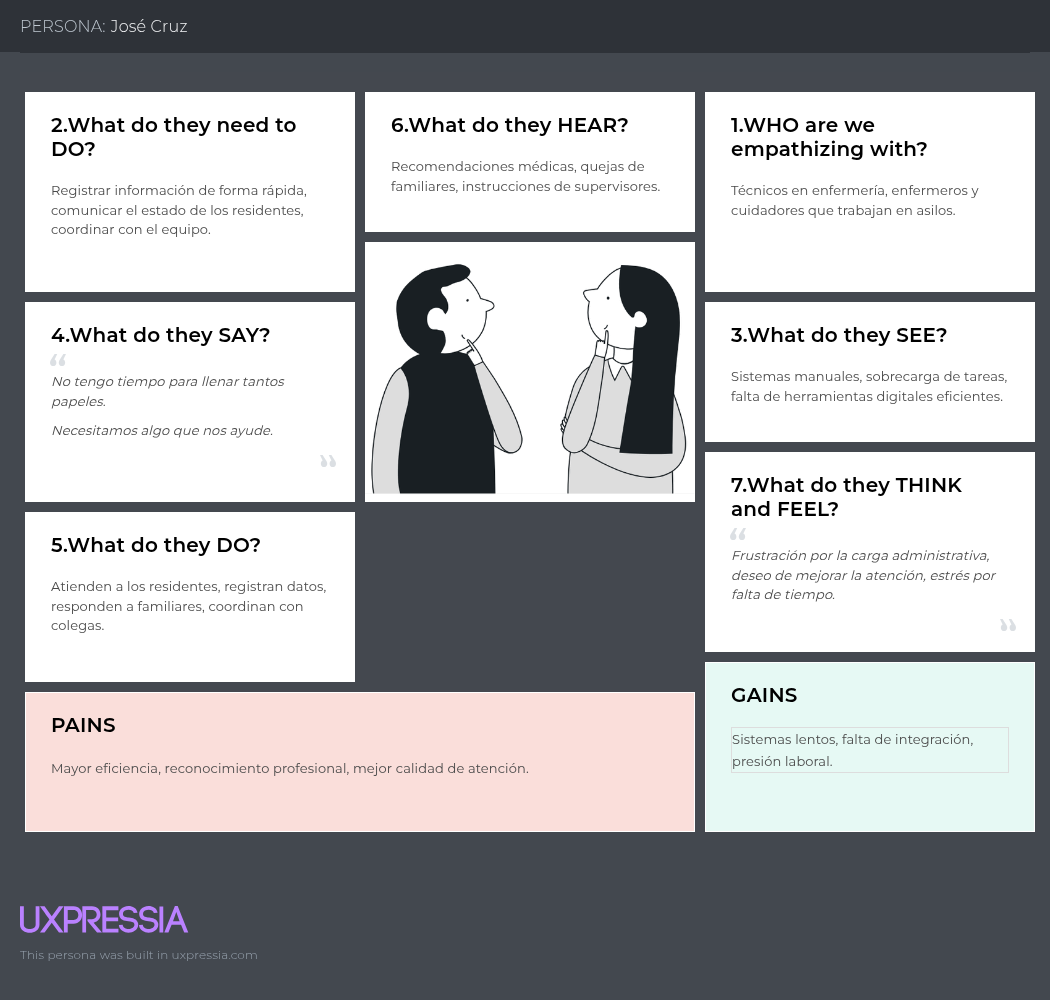 PERSONA: José Cruz
2.What do they need to
DO?
Registrar información de forma rápida,
comunicar el estado de los residentes,
coordinar con el equipo.
4.What do they SAY?
“
No tengo tiempo para llenar tantos
papeles.
Necesitamos algo que nos ayude.
”
5.What do they DO?
Atienden a los residentes, registran datos,
responden a familiares, coordinan con
colegas.
6.What do they HEAR?
Recomendaciones médicas, quejas de
familiares, instrucciones de supervisores.
1.WHO are we
empathizing with?
Técnicos en enfermería, enfermeros y
cuidadores que trabajan en asilos.
3.What do they SEE?
Sistemas manuales, sobrecarga de tareas,
falta de herramientas digitales eficientes.
7.What do they THINK
and FEEL?
“
Frustración por la carga administrativa,
deseo de mejorar la atención, estrés por
falta de tiempo.
”
PAINS
Mayor eficiencia, reconocimiento profesional, mejor calidad de atención.
GAINS
Sistemas lentos, falta de integración,
presión laboral.
UXPRESSIA
This persona was built in uxpressia.com